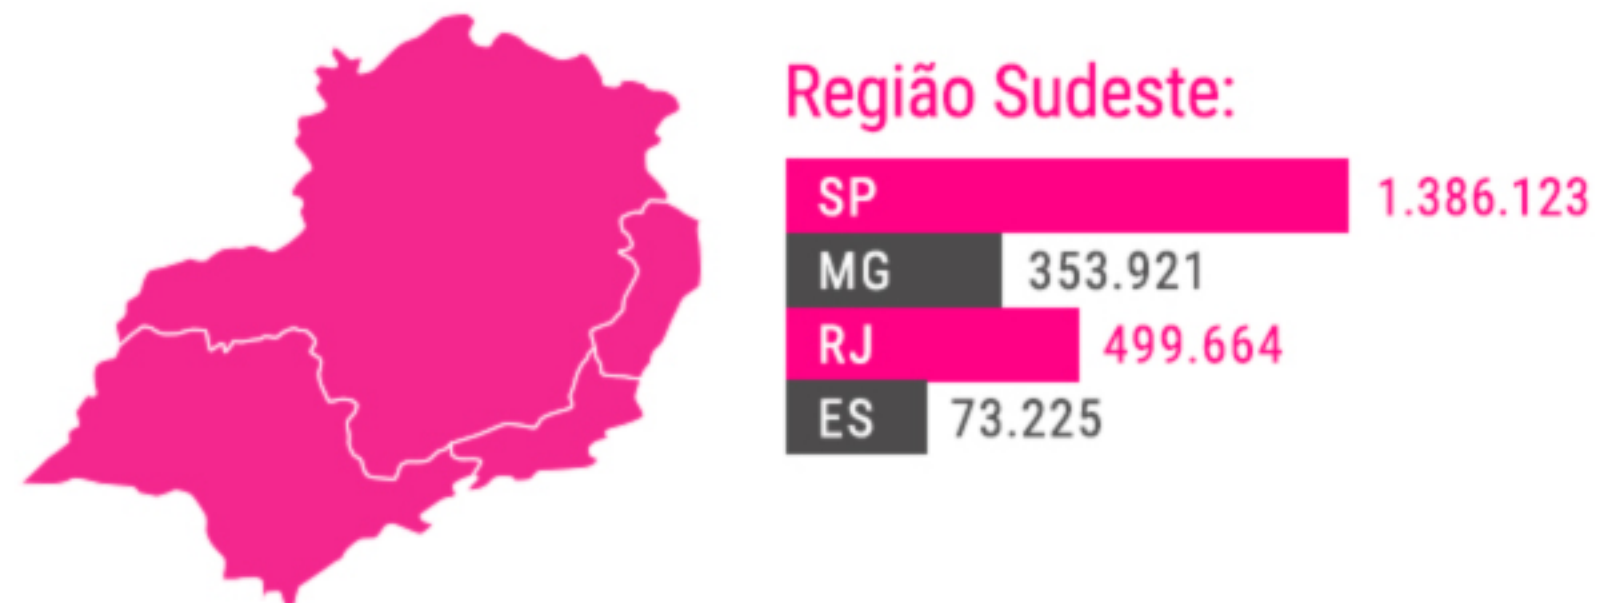 Região Sudeste:
SP 1.386.123
MG 353.921
RJ 499.664
ES 73.225